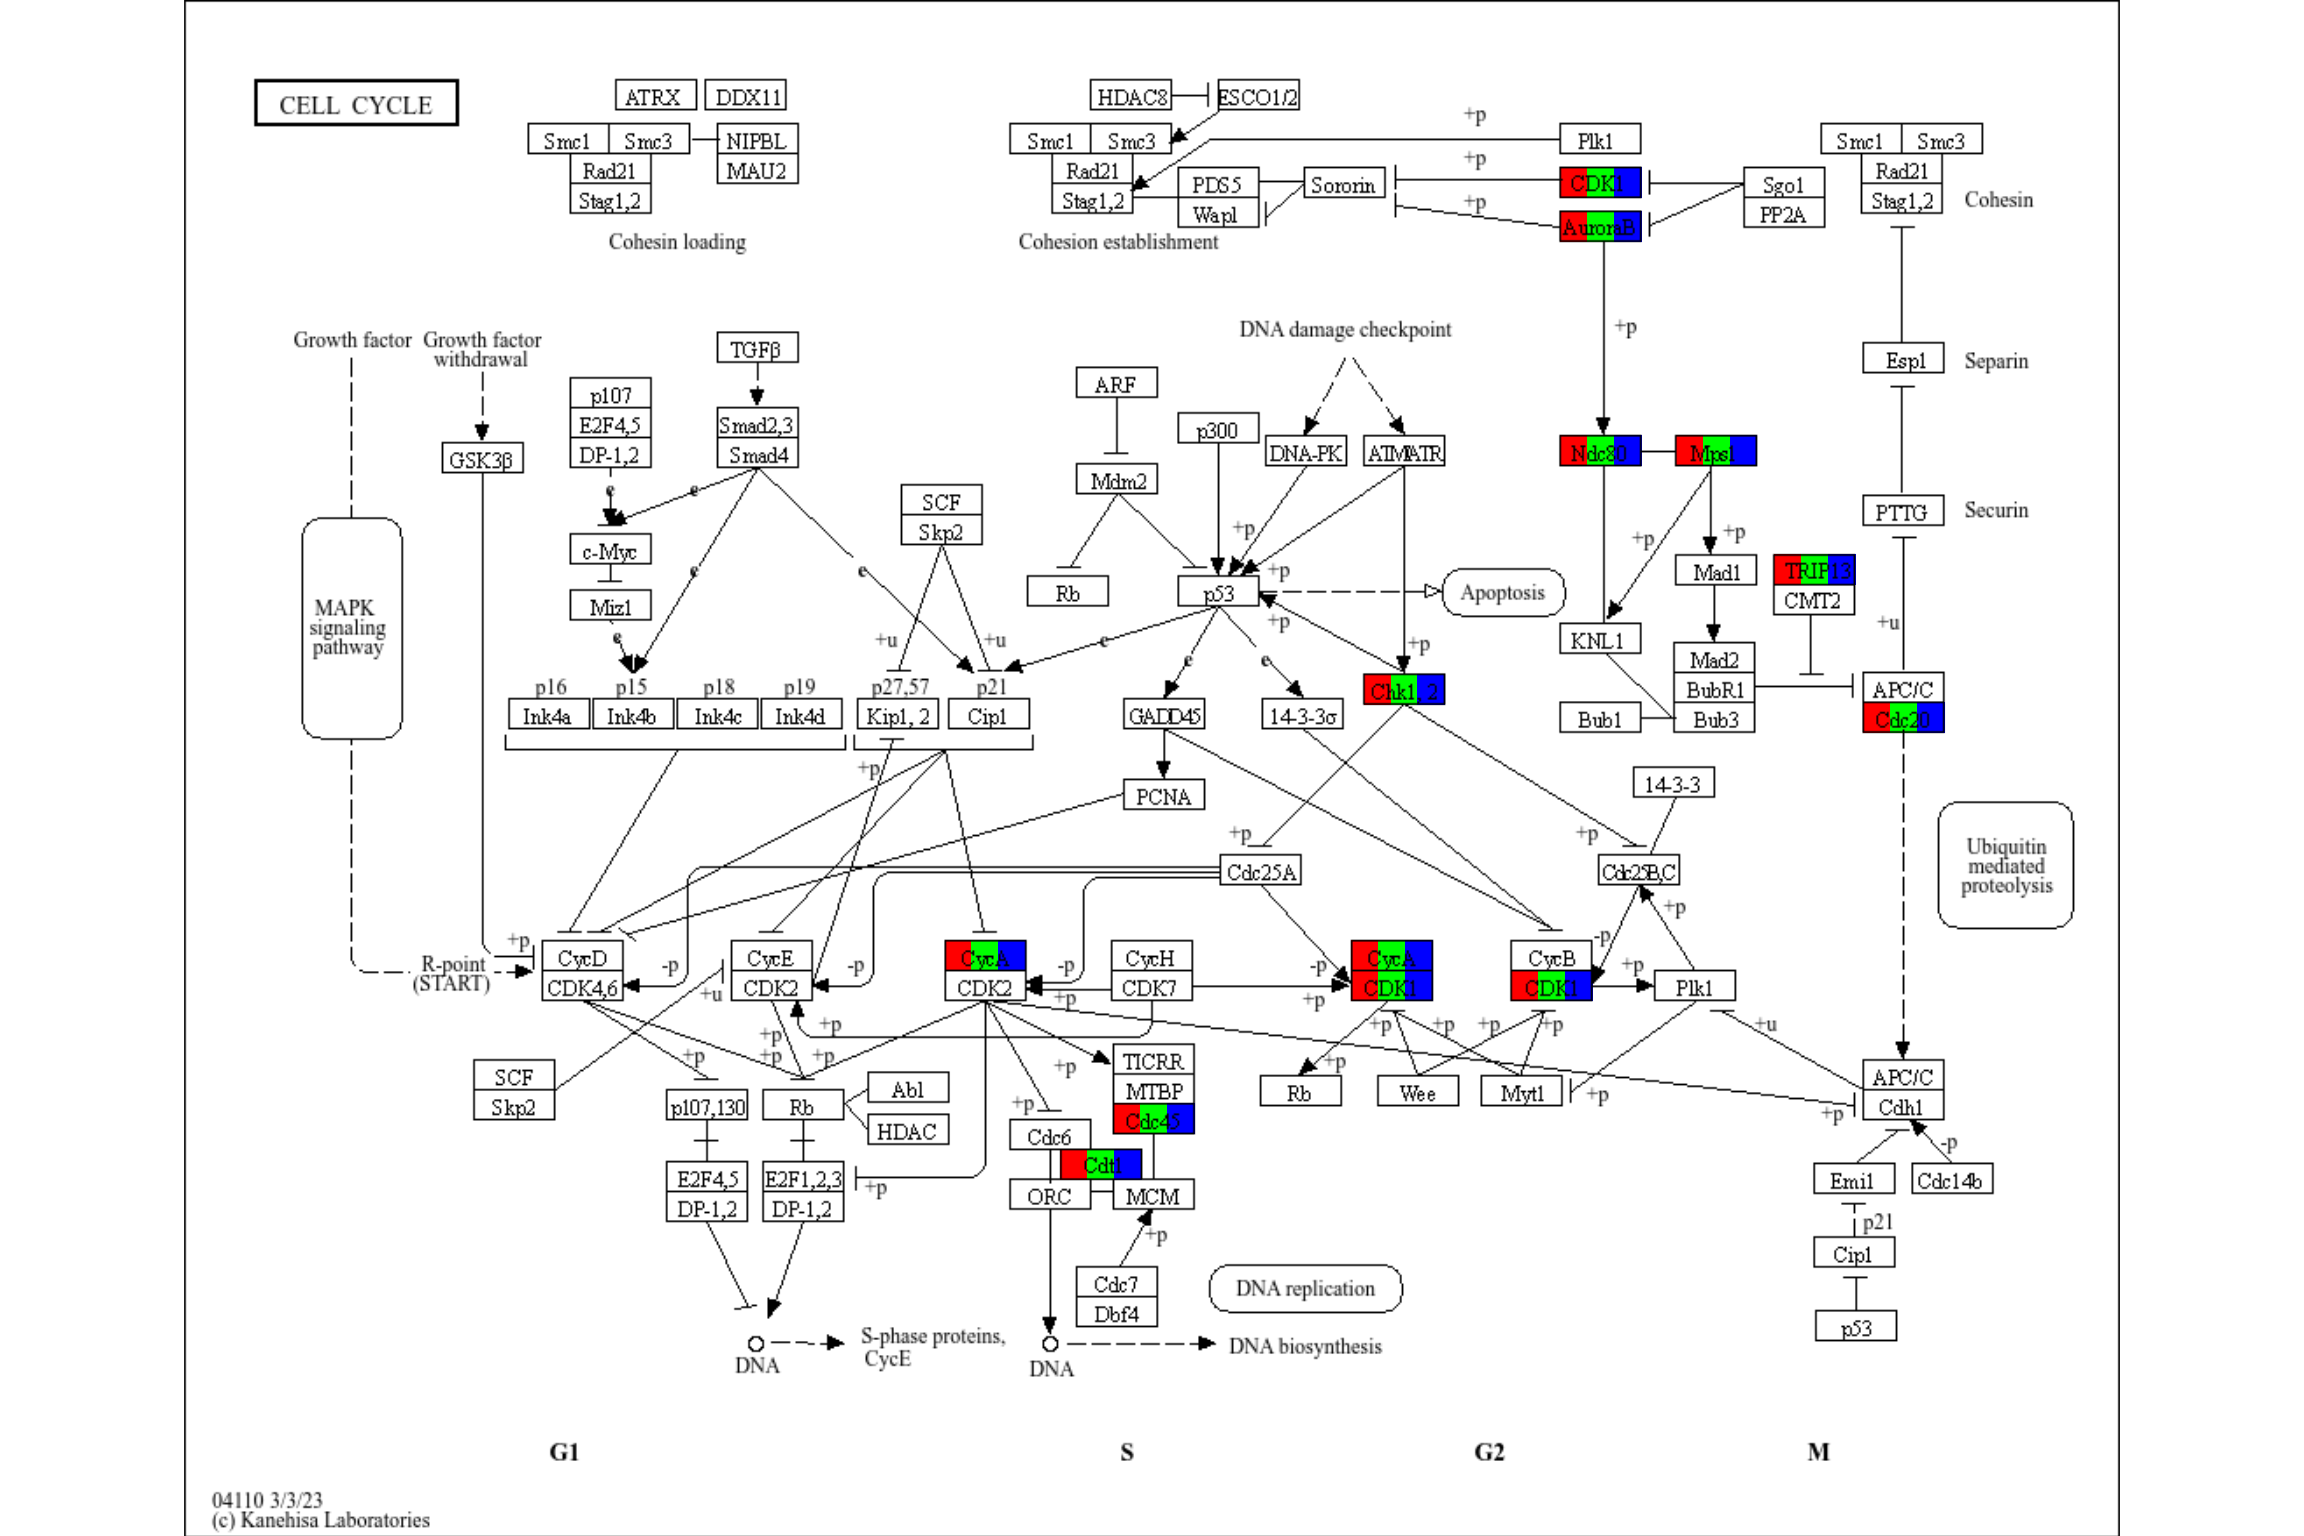 CELL CYCLE
ATRX
DDX11
Smc1
Smc3
NIPBL
Rad21
MAU2
Stag1,2
Cohesin loading
HDAC8
ESCO1/2
Smc1
Smc3
Rad21
Stag1,2
PDS5
Wapl
Sororin
Cohesion establishment
+p
Plk1
+p
CDK1
+p
AuroraB
Sgo1
PP2A
Smc1
Smc3
Rad21
Stag1,2
Cohesin
Growth factor
Growth factor
withdrawal
TGFβ
DNA damage checkpoint
+p
Esp1
Separin
p107
E2F4,5
DP-1,2
Smad2,3
Smad4
GSK3β
ARF
p300
DNA-PK
ATMATR
Ndc80
Mps1
Mdm2
SCF
Skp2
e
e
c-Myc
Miz1
e
e
e
PTTG
Securin
+p
+p
+p
+p
Mad1
TRIP13
CMT2
Rb
p53
+p
Apoptosis
MAPK
signaling
pathway
+u
+u
e
e
e
+p
+p
KNL1
+u
Mad2
BubR1
Bub3
Bub1
APC/C
Cdc20
p16
p15
p18
p19
p27,57
p21
Ink4a
Ink4b
Ink4c
Ink4d
Kip1, 2
Cip1
GADD45
14-3-3σ
Chk1, 2
+p
PCNA
14-3-3
+p
+p
Cdc25A
Cdc25B,C
Ubiquitin
mediated
proteolysis
+p
R-point
(START)
+p
CycD
CDK4,6
-p
CycE
CDK2
+u
-p
CycA
CDK2
-p
+p
CycH
CDK7
-p
+p
CycA
CDK1
CycB
CDK1
-p
+p
Plk1
+p
+p
+p
+p
+p
+p
+p
+p
+p
+p
+u
SCF
Skp2
p107,130
Rb
Abl
HDAC
+p
+p
TICRR
MTBP
Cdc45
Rb
Wee
Myt1
+p
+p
APC/C
Cdh1
-p
Cdc6
Cdt1
ORC
MCM
E2F4,5
DP-1,2
E2F1,2,3
DP-1,2
+p
Emi1
Cdc14b
p21
Cip1
p53
+p
Cdc7
Dbf4
DNA replication
DNA
S-phase proteins,
CycE
DNA
DNA biosynthesis
G1
S
G2
M
04110 3/3/23
(c) Kanehisa Laboratories